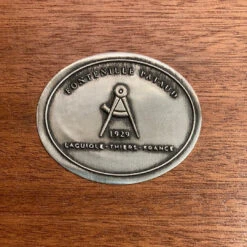 FONTENILLE PATAUD
1929
LAGUIOLE-THIERS-FRANCE